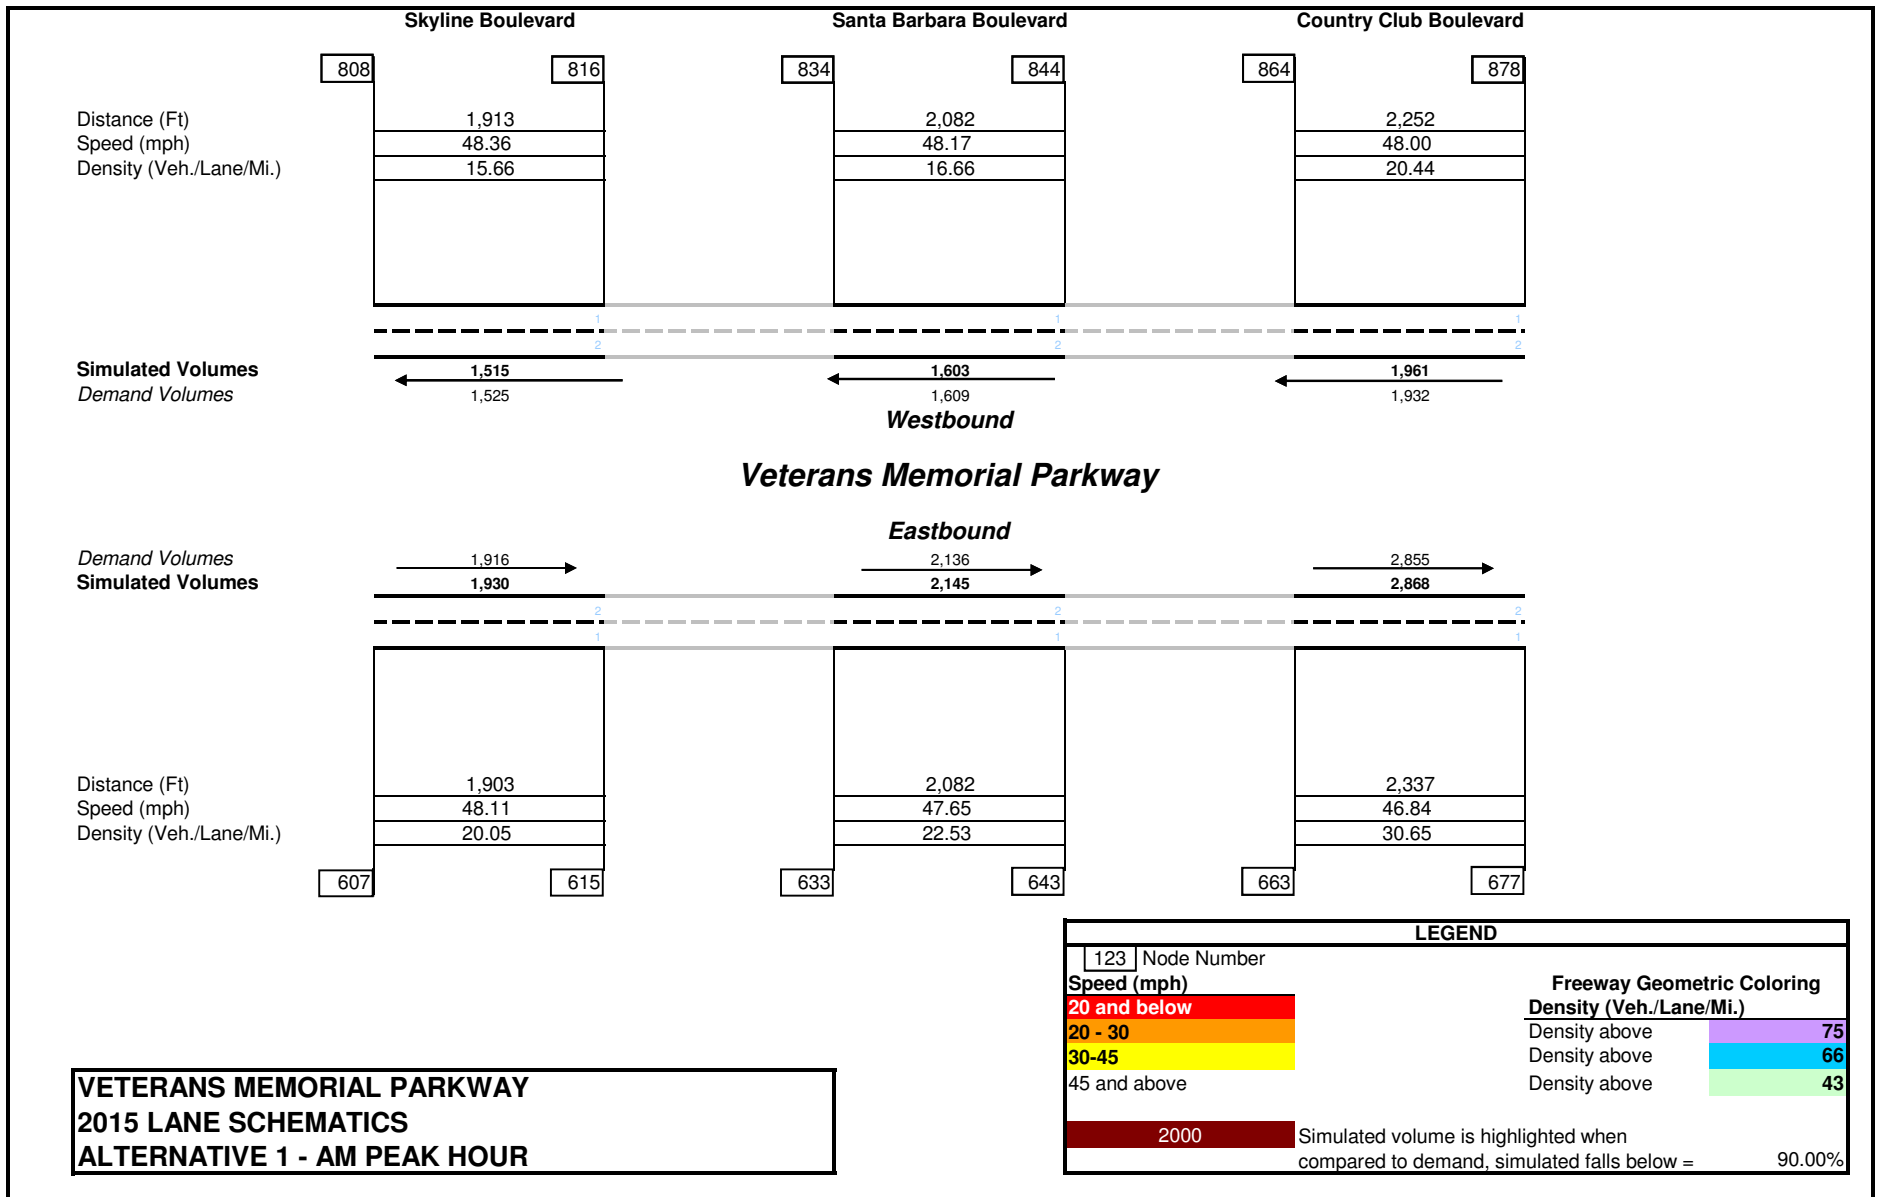 Skyline Boulevard Santa Barbara Boulevard Country Club Boulevard
808 816 834 844 864 878
Distance (Ft) 1,913 2,082 2,252
Speed (mph) 48.36 48.17 48.00
Density (Veh./Lane/Mi.) 15.66 16.66 20.44
1 1 1
2 2 2
Simulated Volumes 1,515 1,603 1,961
Demand Volumes 1,525 1,609 1,932
Westbound
Veterans Memorial Parkway
Eastbound
Demand Volumes 1,916 2,136 2,855
Simulated Volumes 1,930 2,145 2,868
2 2 2
1 1 1
Distance (Ft) 1,903 2,082 2,337
Speed (mph) 48.11 47.65 46.84
Density (Veh./Lane/Mi.) 20.05 22.53 30.65
607 615 633 643 663 677
LEGEND
123 Node Number
Speed (mph) Freeway Geometric Coloring
20 and below Density (Veh./Lane/Mi.)
20 - 30 Density above 75
30-45 Density above 66
45 and above Density above 43
2000 Simulated volume is highlighted when
compared to demand, simulated falls below = 90.00%
VETERANS MEMORIAL PARKWAY
2015 LANE SCHEMATICS
ALTERNATIVE 1 - AM PEAK HOUR